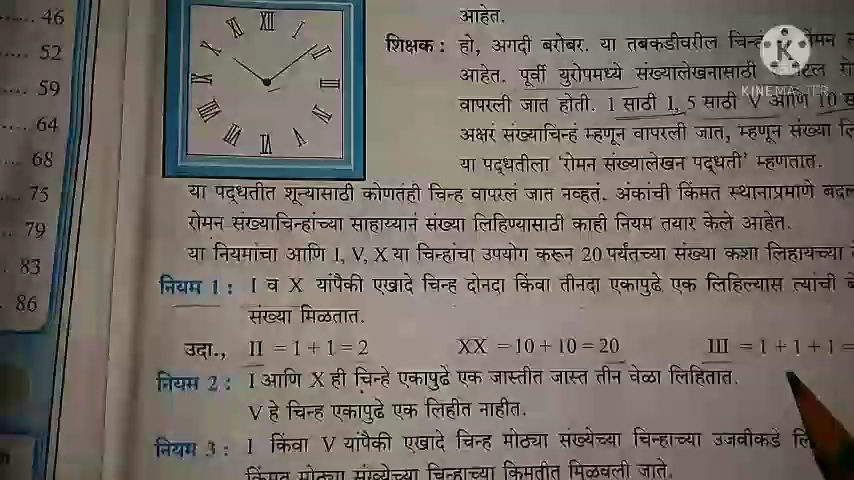 46
52
59
64
68
75
79
83
86
XII
आहेत.
शिक्षक : हो, अगदी बरोबर. या तबकडीवरील
आहेत. पूर्वी युरोपमध्ये संख्यालेखनासाठी
वापरली जात होती. 1 साठी I, 5 साठी V आणि 10
अक्षरं संख्याचिन्हं म्हणून वापरली जात, म्हणून संख्या
या पद्धतीला 'रोमन संख्यालेखन पद्धती' म्हणतात.
या पद्धतीत शून्यासाठी कोणतंही चिन्ह वापरलं जात नव्हतं. अंकांची किंमत स्थानाप्रमाणे
रोमन संख्याचिन्हांच्या साहाय्यानं संख्या लिहिण्यासाठी काही नियम तयार केले आहेत.
या नियमांचा आणि I, V, X या चिन्हांचा उपयोग करून 20 पर्यंतच्या संख्या कशा लिहायच्या
नियम 1 : I व X यांपैकी एखादे चिन्ह दोनदा किंवा तीनदा एकापुढे एक लिहिल्यास त्यांची
संख्या मिळतात.
उदा., II = 1 + 1 = 2 XX = 10 + 10 = 20 III = 1 + 1 + 1 =
नियम 2 : I आणि X ही चिन्हे एकापुढे एक जास्तीत जास्त तीन वेळा लिहितात.
V हे चिन्ह एकापुढे एक लिहीत नाहीत.
नियम 3 : I किंवा V यांपैकी एखादे चिन्ह मोठ्या संख्येच्या चिन्हाच्या उजवीकडे
किंमत मोठ्या संख्येच्या चिन्हाच्या किमतीत मिळवली जाते.
K
KINEMASTER